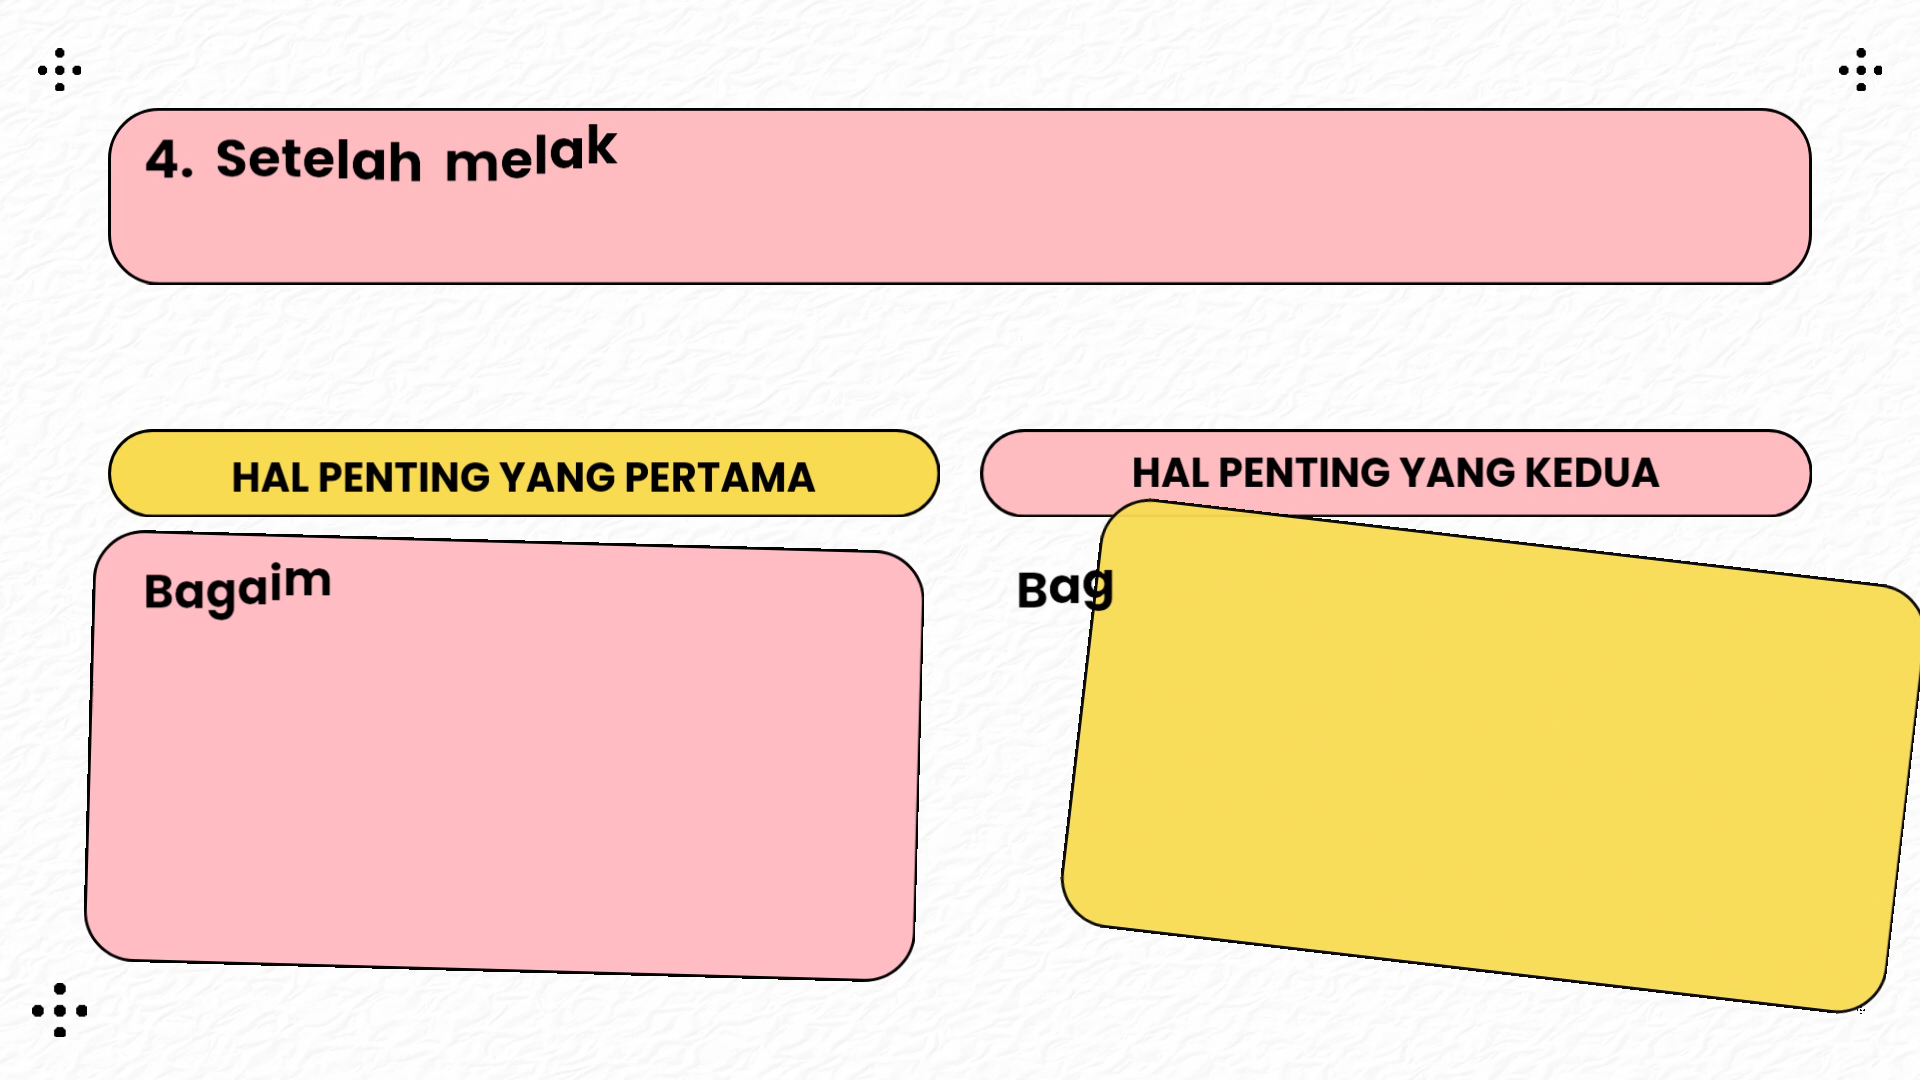 4. Setelah melak
HAL PENTING YANG PERTAMA
HAL PENTING YANG KEDUA
Bagaim
Bag